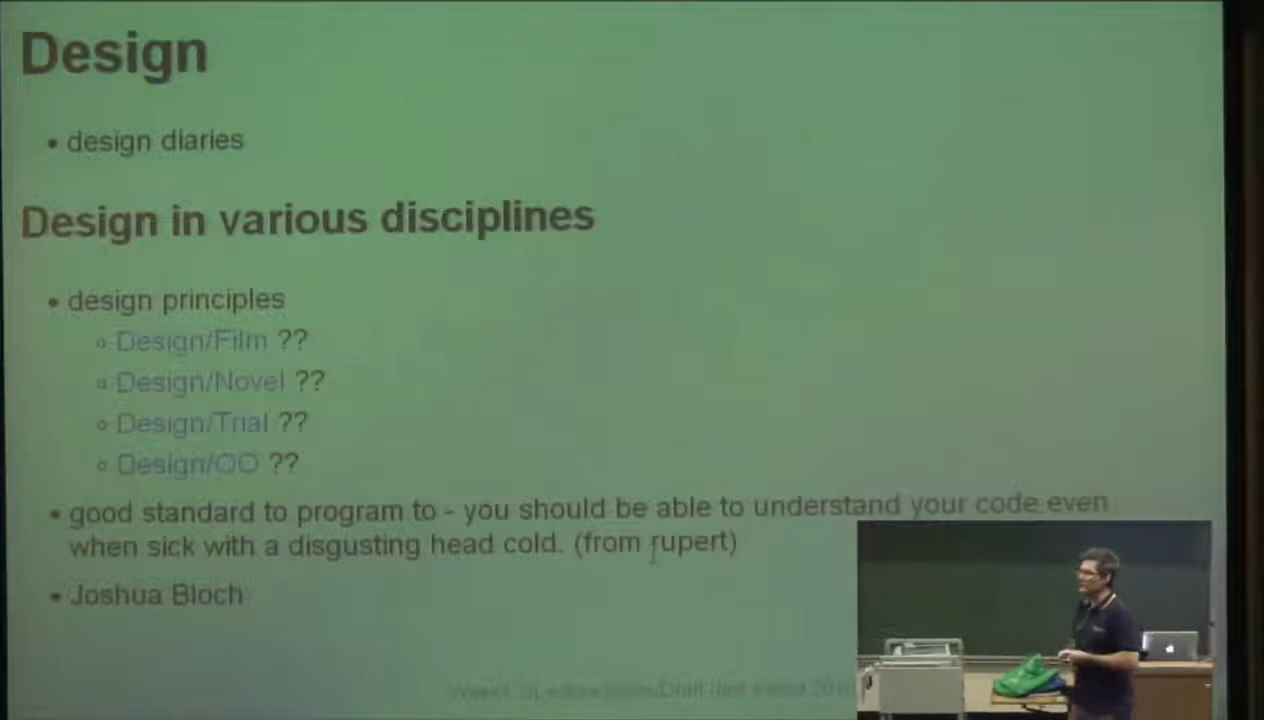 Design
• design diaries
Design in various disciplines
• design principles
◦ Design/Film ??
◦ Design/Novel ??
◦ Design/Trial ??
◦ Design/OO ??
• good standard to program to - you should be able to understand your code even
when sick with a disgusting head cold. (from rupert)
• Joshua Bloch
last edited